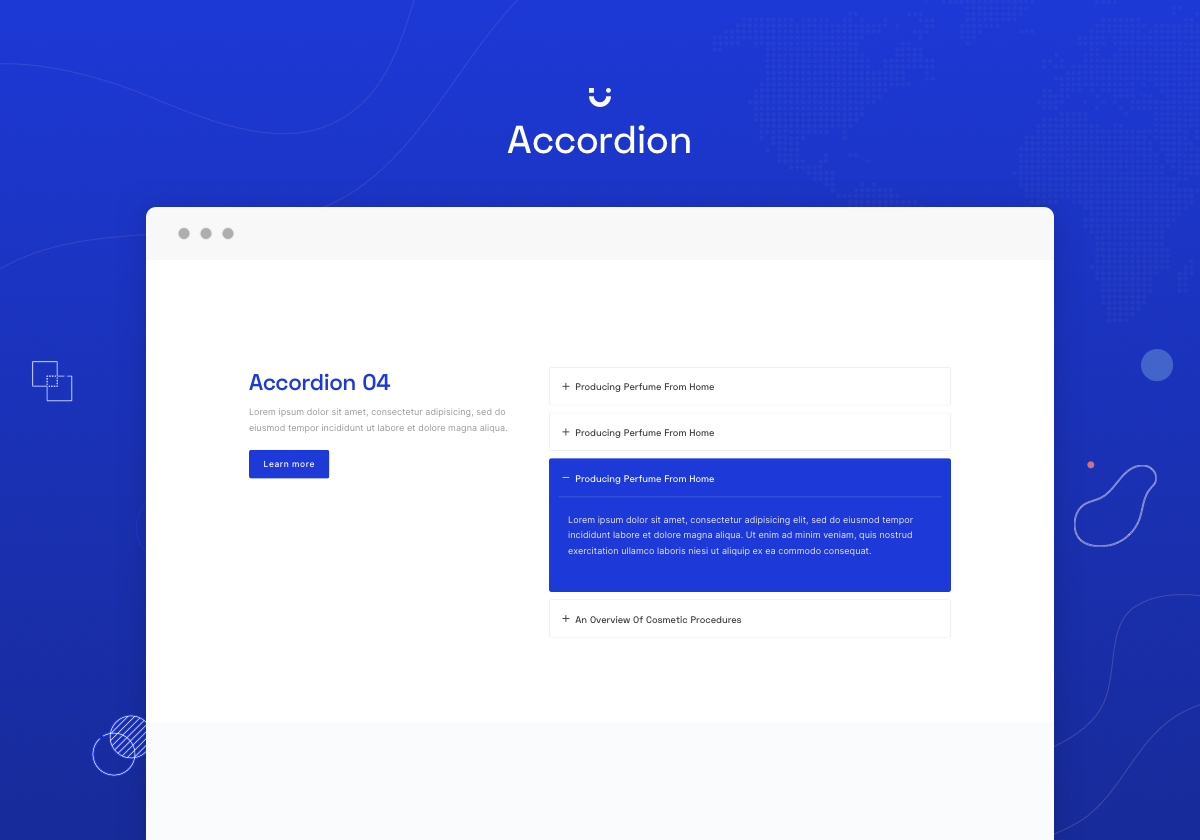 Accordion
Accordion 04
Lorem ipsum dolor sit amet, consectetur adipisicing, sed do
eiusmod tempor incididunt ut labore et dolore magna aliqua.
Learn more
+ Producing Perfume From Home
+ Producing Perfume From Home
− Producing Perfume From Home
Lorem ipsum dolor sit amet, consectetur adipisicing elit, sed do eiusmod tempor
incididunt labore et dolore magna aliqua. Ut enim ad minim veniam, quis nostrud
exercitation ullamco laboris niesi ut aliquip ex ea commodo consequat.
+ An Overview Of Cosmetic Procedures